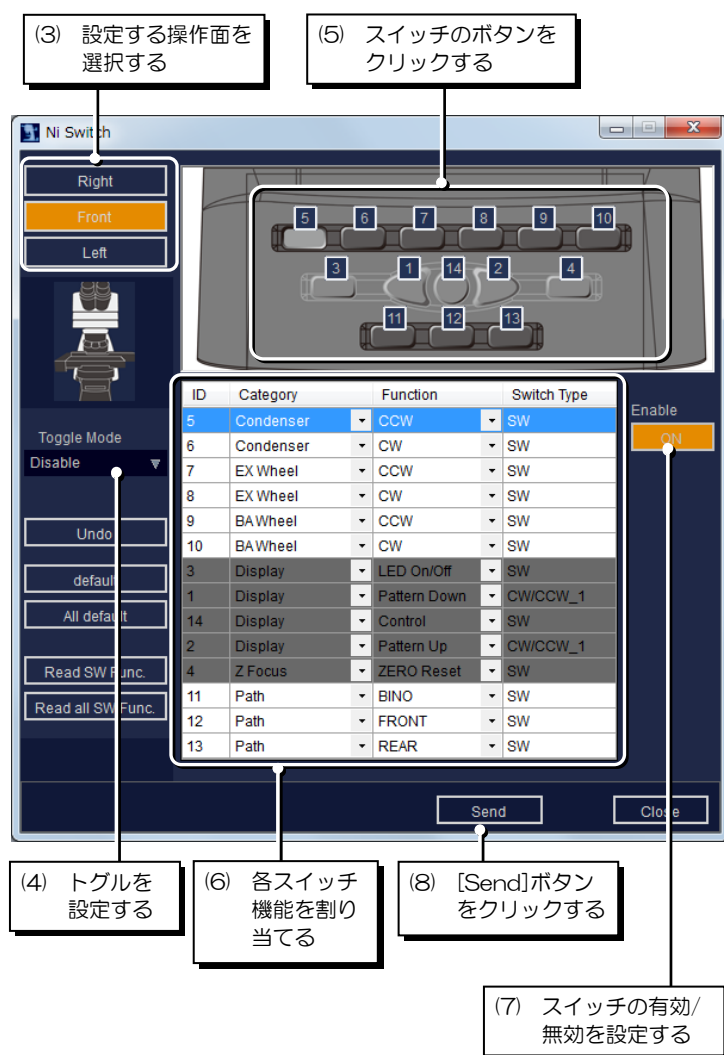 (3) 設定する操作面を
選択する
(5) スイッチのボタンを
クリックする
Ni Switch
Right
Front
Left
5 6 7 8 9 10
3 1 14 2 4
11 12 13
Toggle Mode
Disable
Undo
default
All default
Read SW Func.
Read all SW Func.
ID Category Function Switch Type
5 Condenser CCW SW
6 Condenser CW SW
7 EX Wheel CCW SW
8 EX Wheel CW SW
9 BA Wheel CCW SW
10 BA Wheel CW SW
3 Display LED On/Off SW
1 Display Pattern Down CW/CCW_1
14 Display Control SW
2 Display Pattern Up CW/CCW_1
4 Z Focus ZERO Reset SW
11 Path BINO SW
12 Path FRONT SW
13 Path REAR SW
Enable
ON
Send
Close
(4) トグルを
設定する
(6) 各スイッチ
機能を割り
当てる
(8) [Send]ボタン
をクリックする
(7) スイッチの有効/
無効を設定する